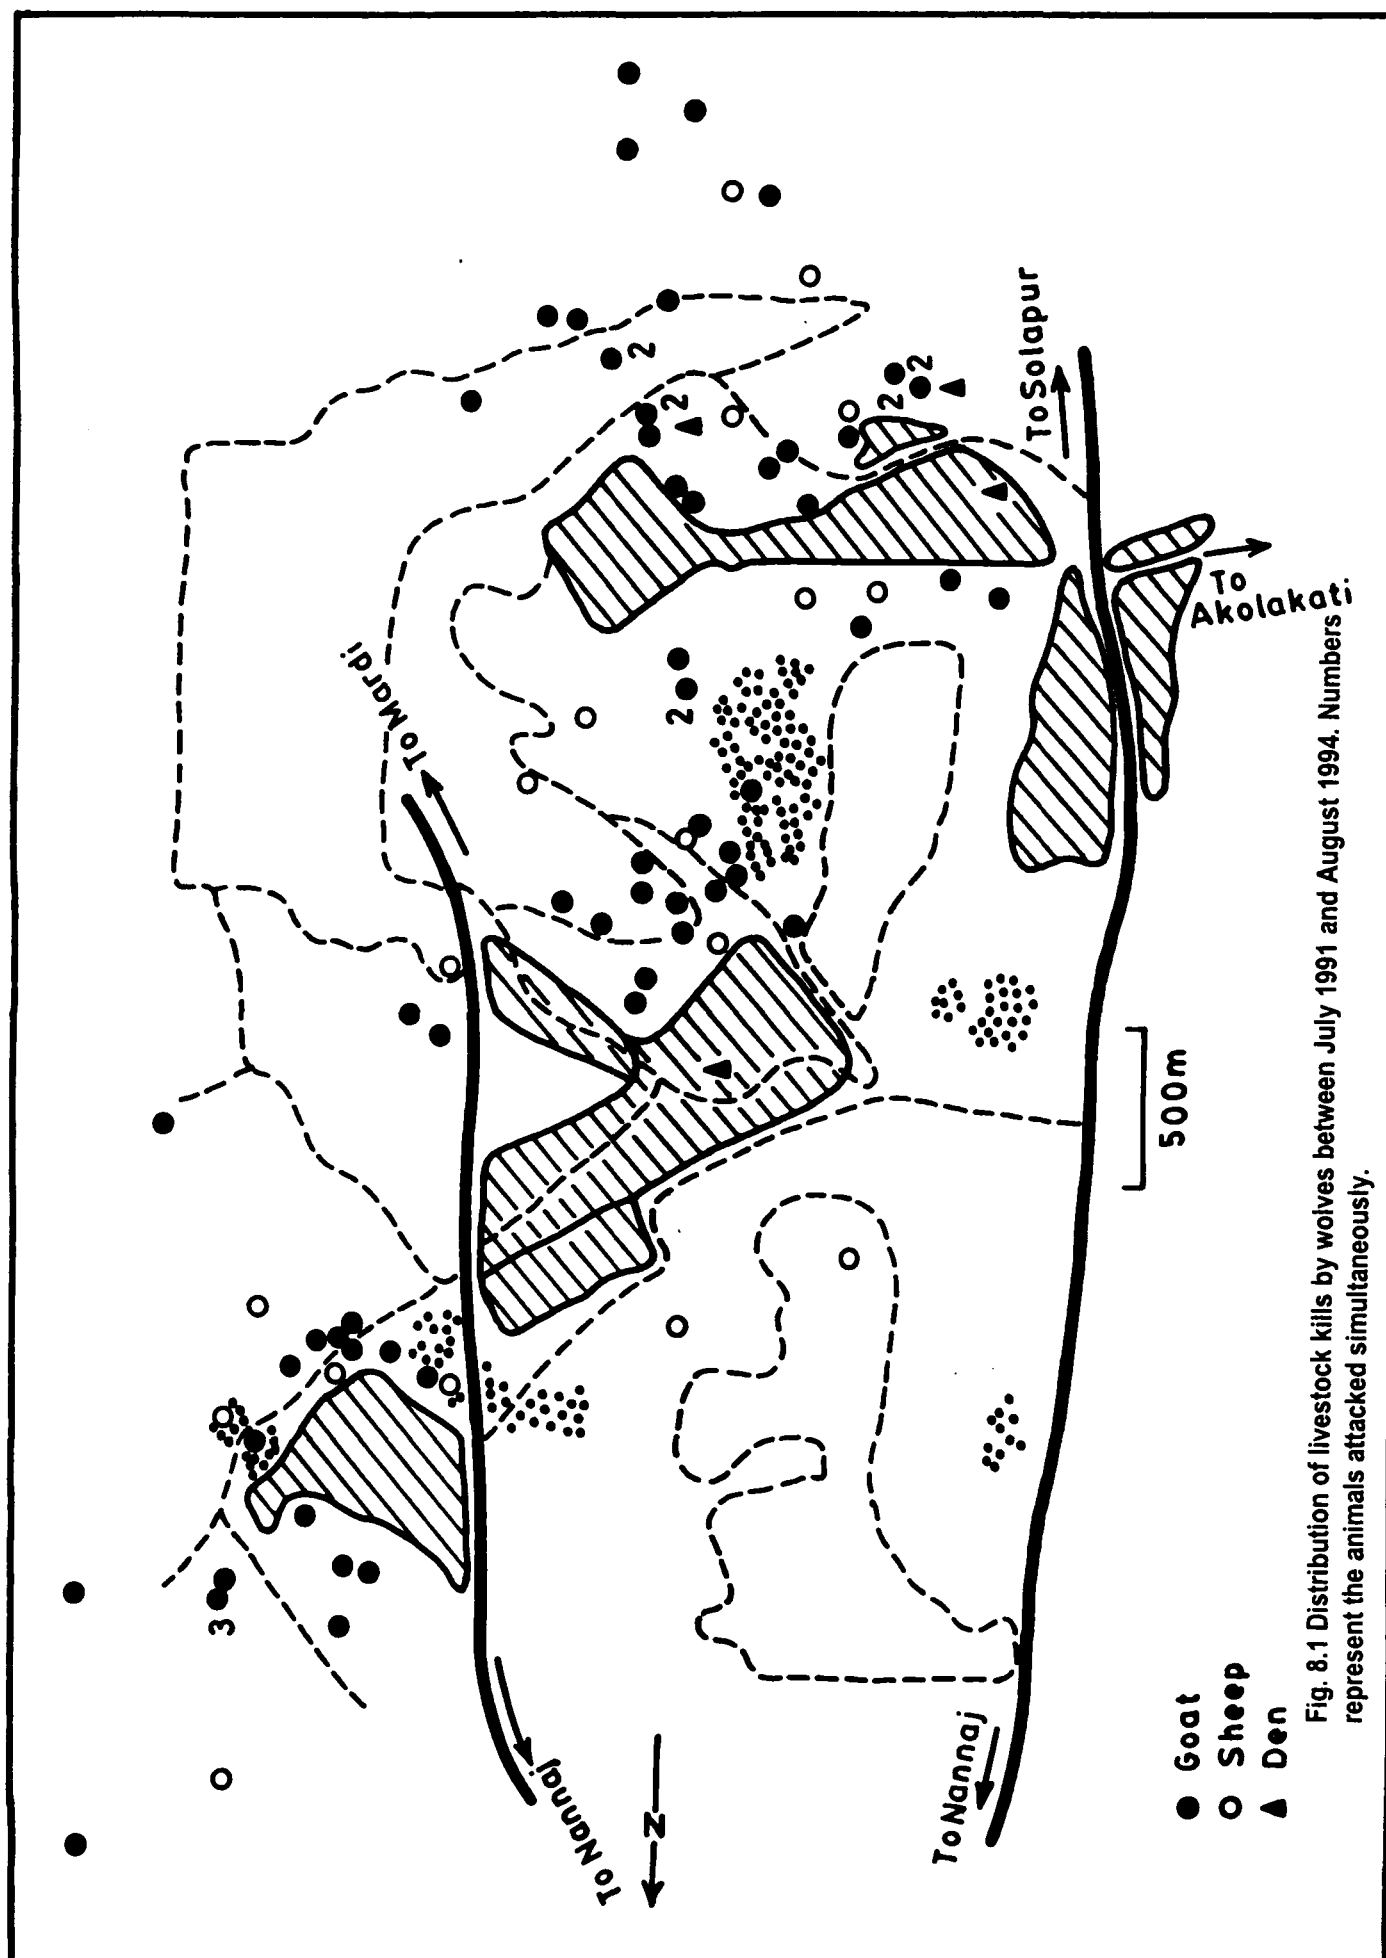 To Nannaj
To Mardi
N
3
2
2
2
2
2
To Solapur
To
Akolakati
500m
To Nannaj
Goat
Sheep
Den
Fig. 8.1 Distribution of livestock kills by wolves between July 1991 and August 1994. Numbers
represent the animals attacked simultaneously.